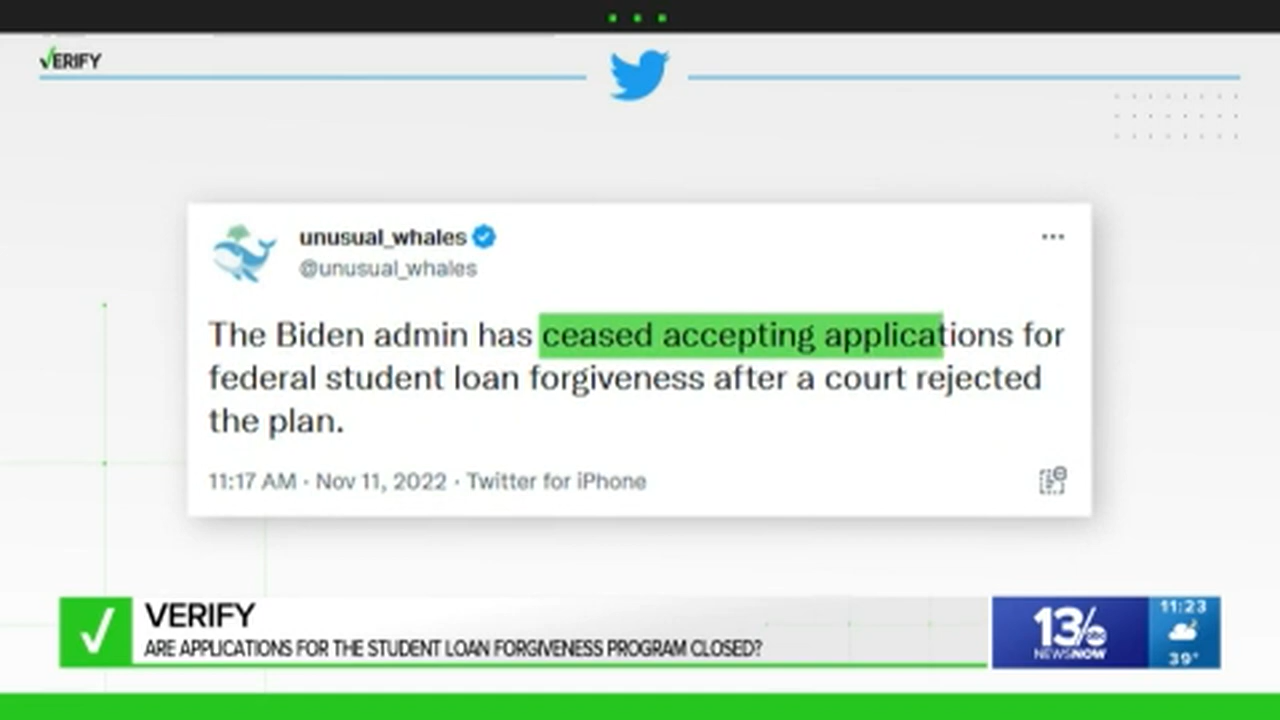 VERIFY
unusual_whales
@unusual_whales
The Biden admin has ceased accepting applications for
federal student loan forgiveness after a court rejected
the plan.
11:17 AM · Nov 11, 2022 · Twitter for iPhone
VERIFY
ARE APPLICATIONS FOR THE STUDENT LOAN FORGIVENESS PROGRAM CLOSED?
13 abc
NEWSNOW
11:23
39°